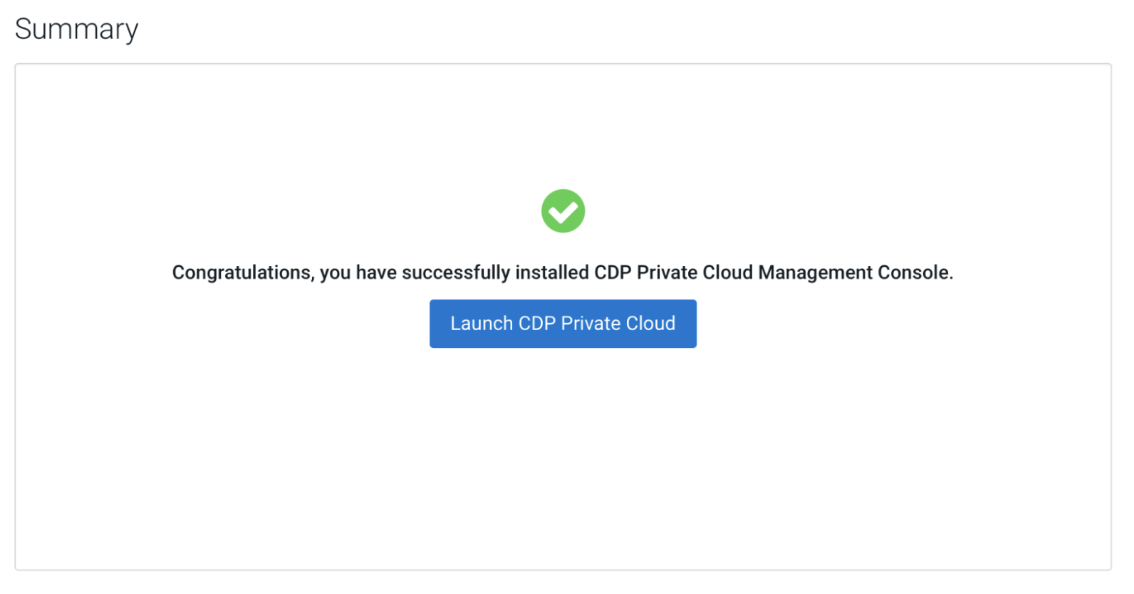 Summary
Congratulations, you have successfully installed CDP Private Cloud Management Console.
Launch CDP Private Cloud